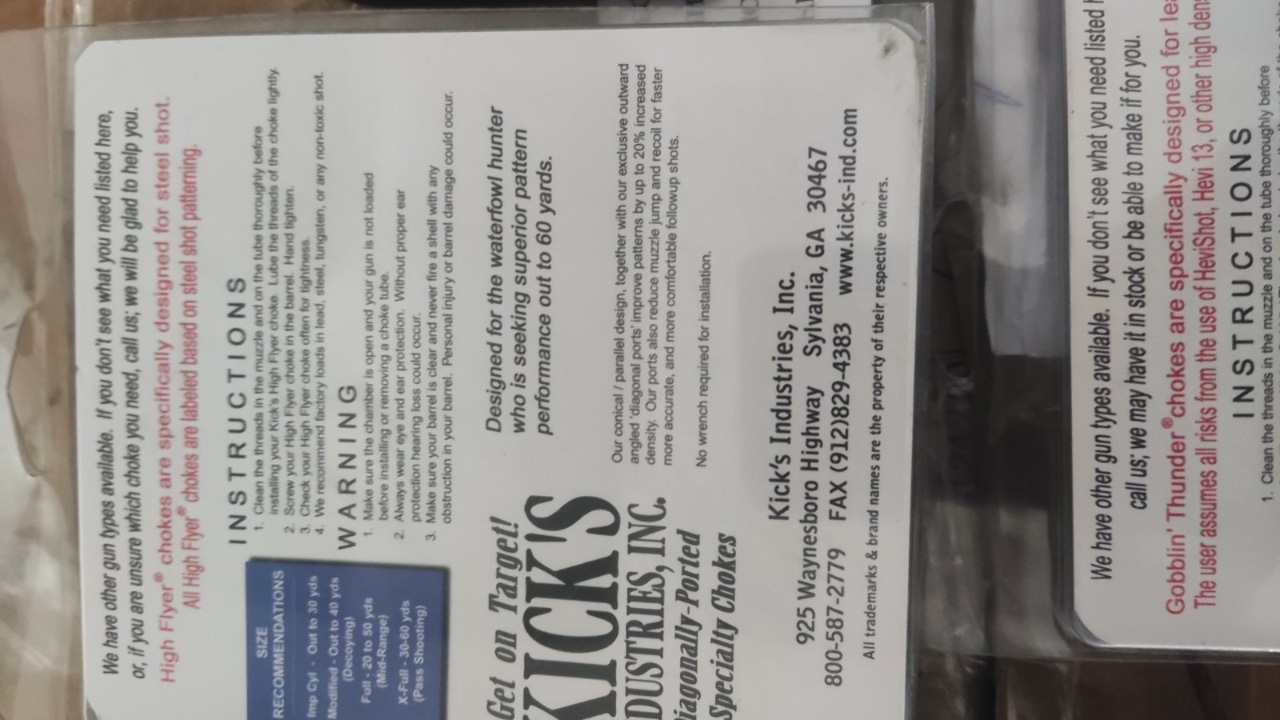 We have other gun types available. If you don't see what you need listed here,
or, if you are unsure which choke you need, call us; we will be glad to help you.
High Flyer® chokes are specifically designed for steel shot.
All High Flyer® chokes are labeled based on steel shot patterning.
INSTRUCTIONS
1. Clean the threads in the muzzle and on the tube thoroughly before
installing your Kick's High Flyer choke. Lube the threads of the choke lightly.
2. Screw your High Flyer choke in the barrel. Hand tighten.
3. Check your High Flyer choke often for tightness.
4. We recommend factory loads in lead, steel, tungsten, or any non-toxic shot.
WARNING
1. Make sure the chamber is open and your gun is not loaded
before installing or removing a choke tube.
2. Always wear eye and ear protection. Without proper ear
protection hearing loss could occur.
3. Make sure your barrel is clear and never fire a shell with any
obstruction in your barrel. Personal injury or barrel damage could occur.
SIZE
RECOMMENDATIONS
Imp Cyl - Out to 30 yds
Modified - Out to 40 yds
(Decoying)
Full - 20 to 50 yds
(Mid-Range)
X-Full - 30-60 yds
(Pass Shooting)
Get on Target!
KICK'S
DUSTRIES, INC.
iagonally-Ported
Specialty Chokes
Designed for the waterfowl hunter
who is seeking superior pattern
performance out to 60 yards.
Our conical / parallel design, together with our exclusive outward
angled 'diagonal ports' improve patterns by up to 20% increased
density. Our ports also reduce muzzle jump and recoil for faster
more accurate, and more comfortable followup shots.
No wrench required for installation.
Kick's Industries, Inc.
925 Waynesboro Highway Sylvania, GA 30467
800-587-2779 FAX (912)829-4383 www.kicks-ind.com
All trademarks & brand names are the property of their respective owners.
We have other gun types available. If you don't see what you need listed
call us; we may have it in stock or be able to make if for you.
Gobblin' Thunder® chokes are specifically designed for
The user assumes all risks from the use of HeviShot, Hevi 13, or other high
INSTRUCTIONS
1. Clean the threads in the muzzle and on the tube thoroughly before